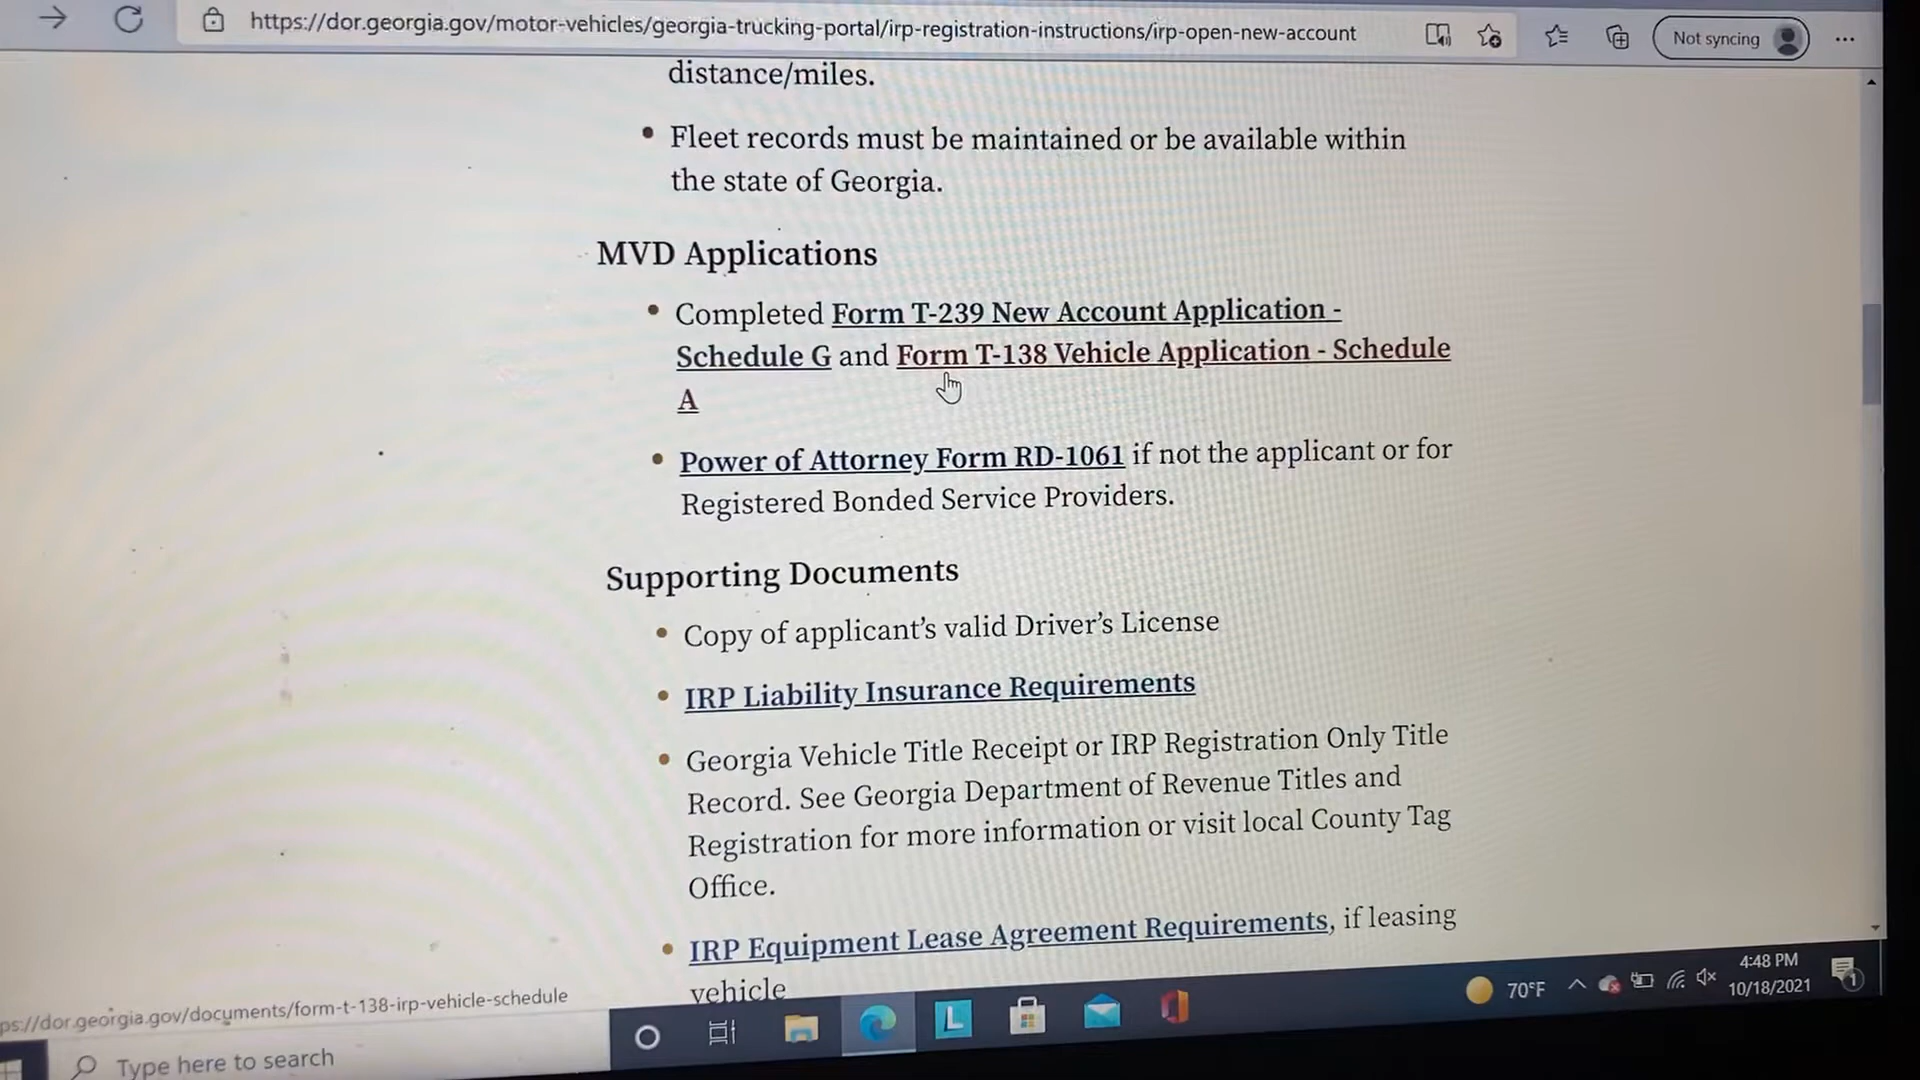 https://dor.georgia.gov/motor-vehicles/georgia-trucking-portal/irp-registration-instructions/irp-open-new-account
Not syncing
distance/miles.
Fleet records must be maintained or be available within
the state of Georgia.
MVD Applications
Completed Form T-239 New Account Application -
Schedule G and Form T-138 Vehicle Application - Schedule
A
Power of Attorney Form RD-1061 if not the applicant or for
Registered Bonded Service Providers.
Supporting Documents
Copy of applicant’s valid Driver’s License
IRP Liability Insurance Requirements
Georgia Vehicle Title Receipt or IRP Registration Only Title
Record. See Georgia Department of Revenue Titles and
Registration for more information or visit local County Tag
Office.
IRP Equipment Lease Agreement Requirements, if leasing
vehicle
ps://dor.georgia.gov/documents/form-t-138-irp-vehicle-schedule
Type here to search
L
70°F
4:48 PM
10/18/2021
1